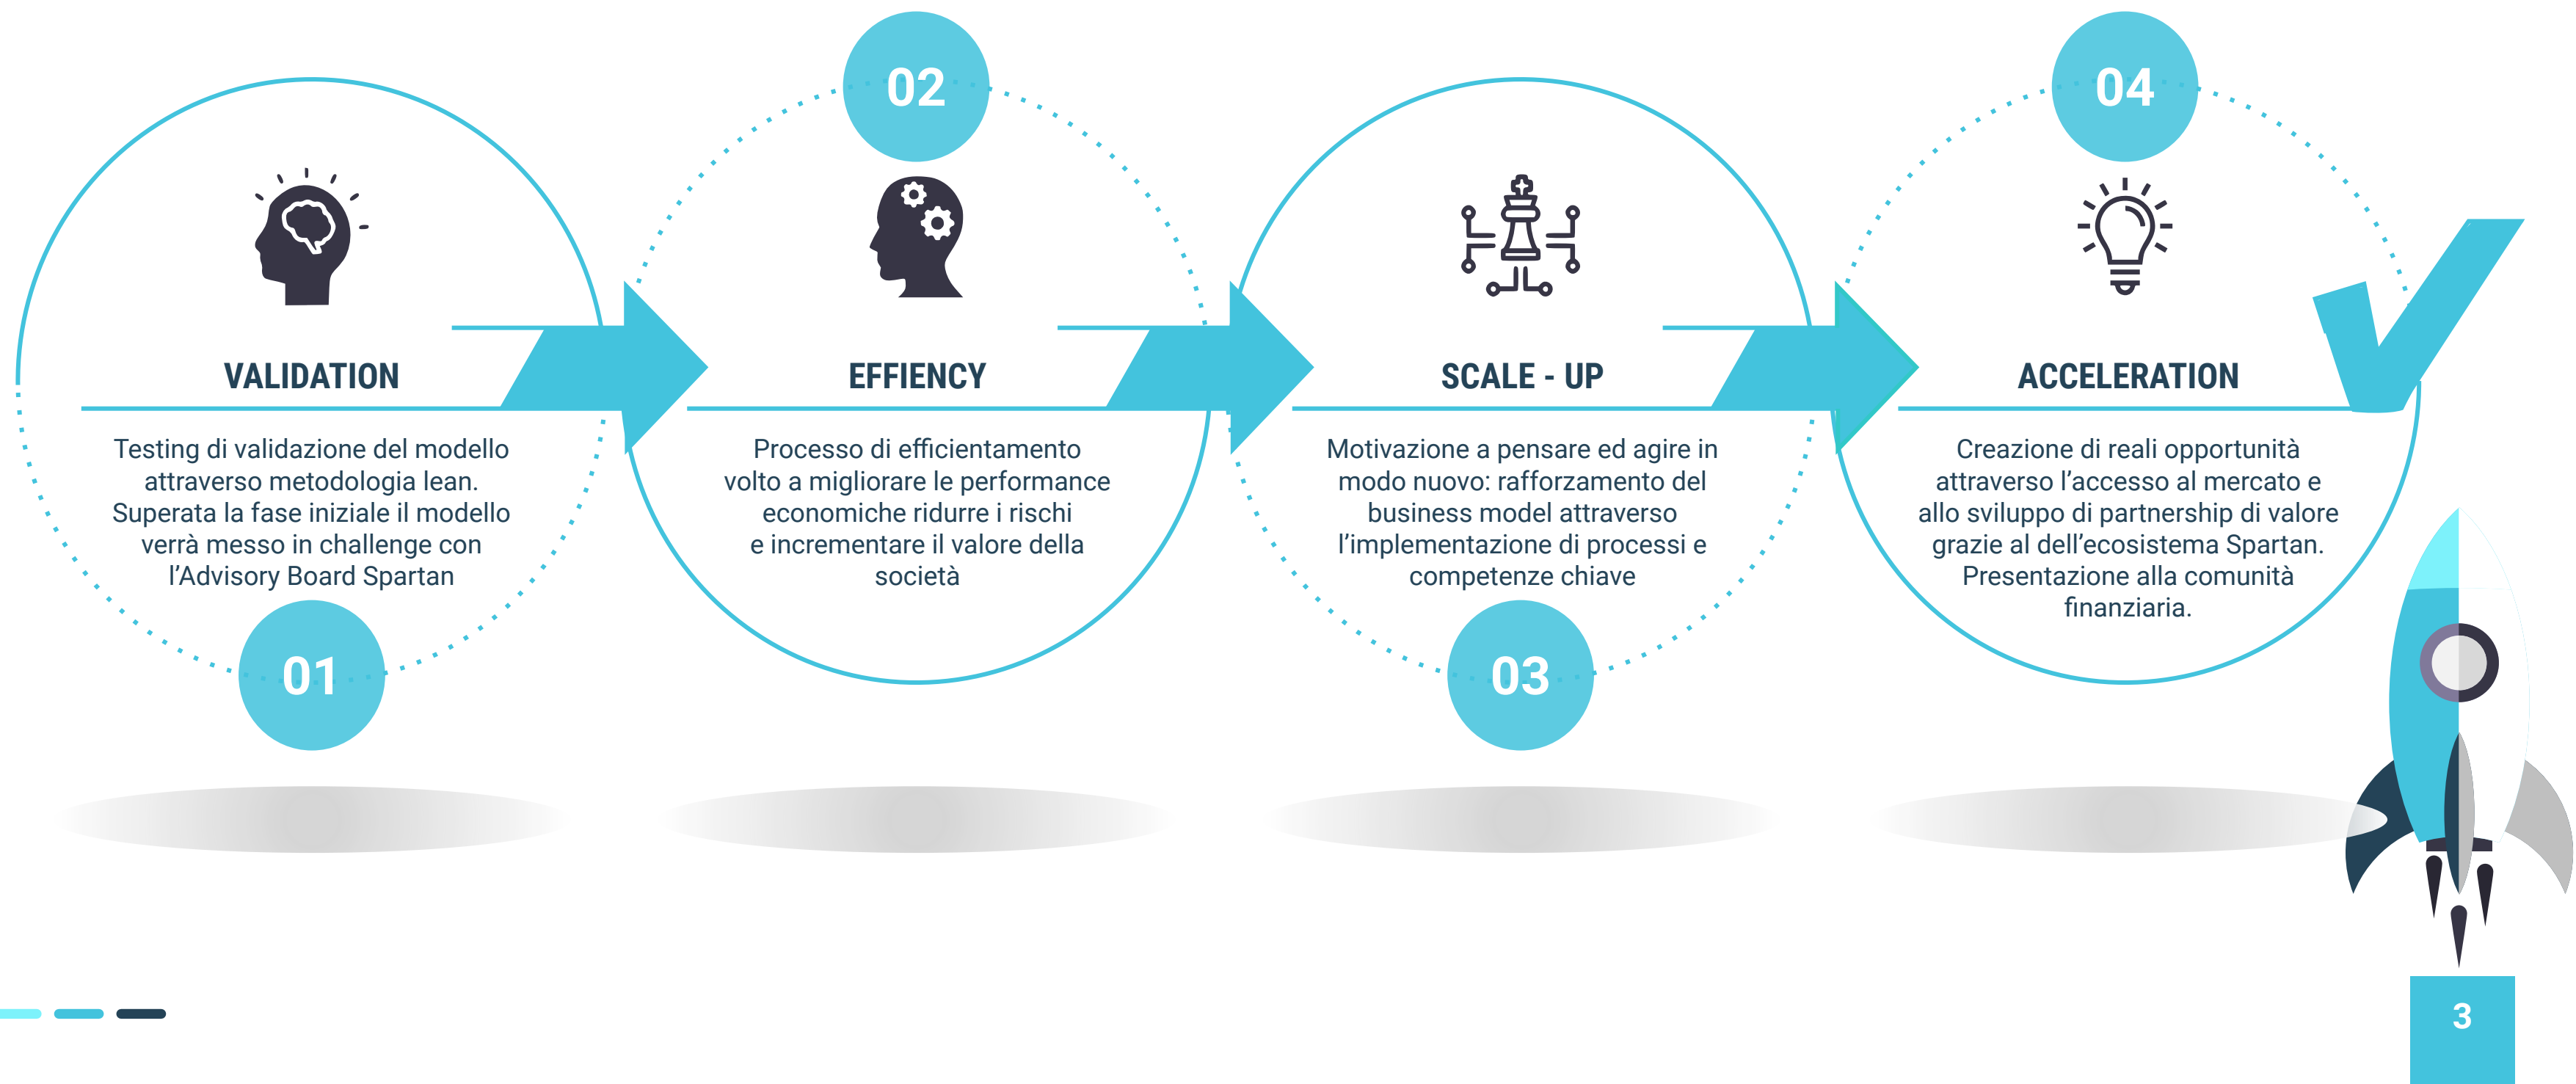 VALIDATION
Testing di validazione del modello
attraverso metodologia lean.
Superata la fase iniziale il modello
verrà messo in challenge con
l’Advisory Board Spartan
01
02
EFFIENCY
Processo di efficientamento
volto a migliorare le performance
economiche ridurre i rischi
e incrementare il valore della
società
SCALE - UP
Motivazione a pensare ed agire in
modo nuovo: rafforzamento del
business model attraverso
l’implementazione di processi e
competenze chiave
03
04
ACCELERATION
Creazione di reali opportunità
attraverso l’accesso al mercato e
allo sviluppo di partnership di valore
grazie al dell’ecosistema Spartan.
Presentazione alla comunità
finanziaria.
3